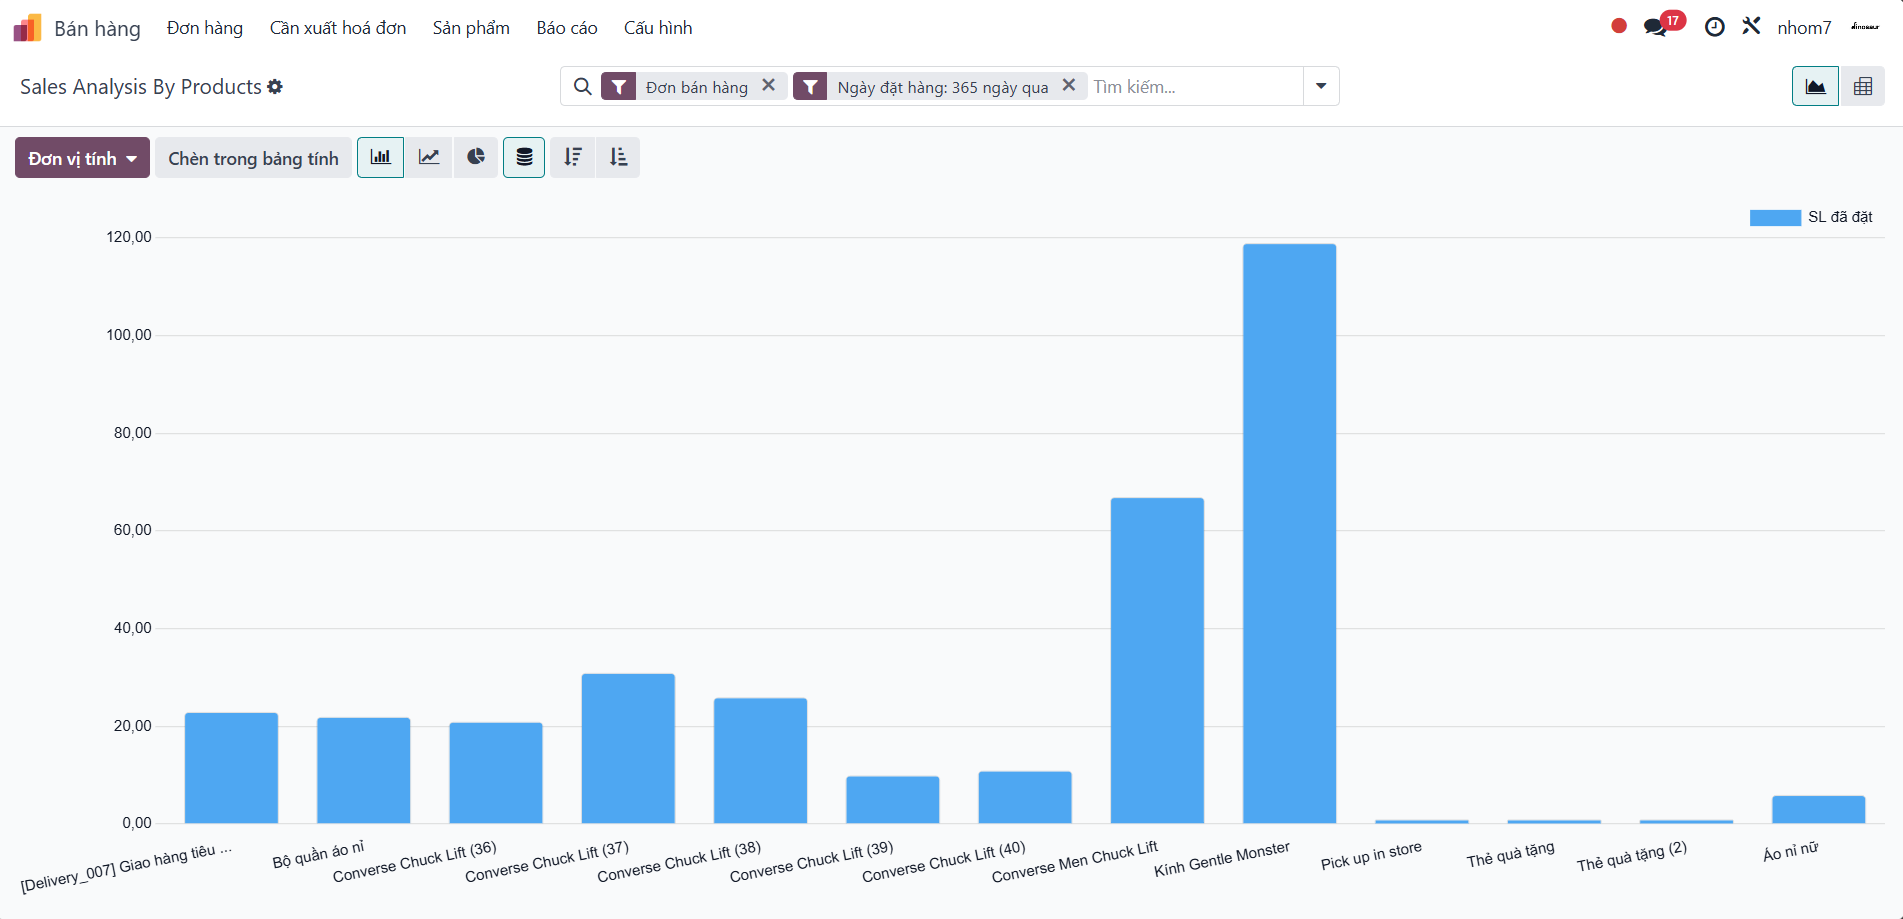 Bán hàng Đơn hàng Cần xuất hoá đơn Sản phẩm Báo cáo Cấu hình 17 nhom7
Sales Analysis By Products Đơn bán hàng Ngày đặt hàng: 365 ngày qua Tìm kiếm...
Đơn vị tính Chèn trong bảng tính
SL đã đặt
120,00
100,00
80,00
60,00
40,00
20,00
0,00
[Delivery_007] Giao hàng tiêu ...
Bộ quần áo nỉ
Converse Chuck Lift (36)
Converse Chuck Lift (37)
Converse Chuck Lift (38)
Converse Chuck Lift (39)
Converse Chuck Lift (40)
Converse Men Chuck Lift
Kính Gentle Monster
Pick up in store
Thẻ quà tặng
Thẻ quà tặng (2)
Áo nỉ nữ